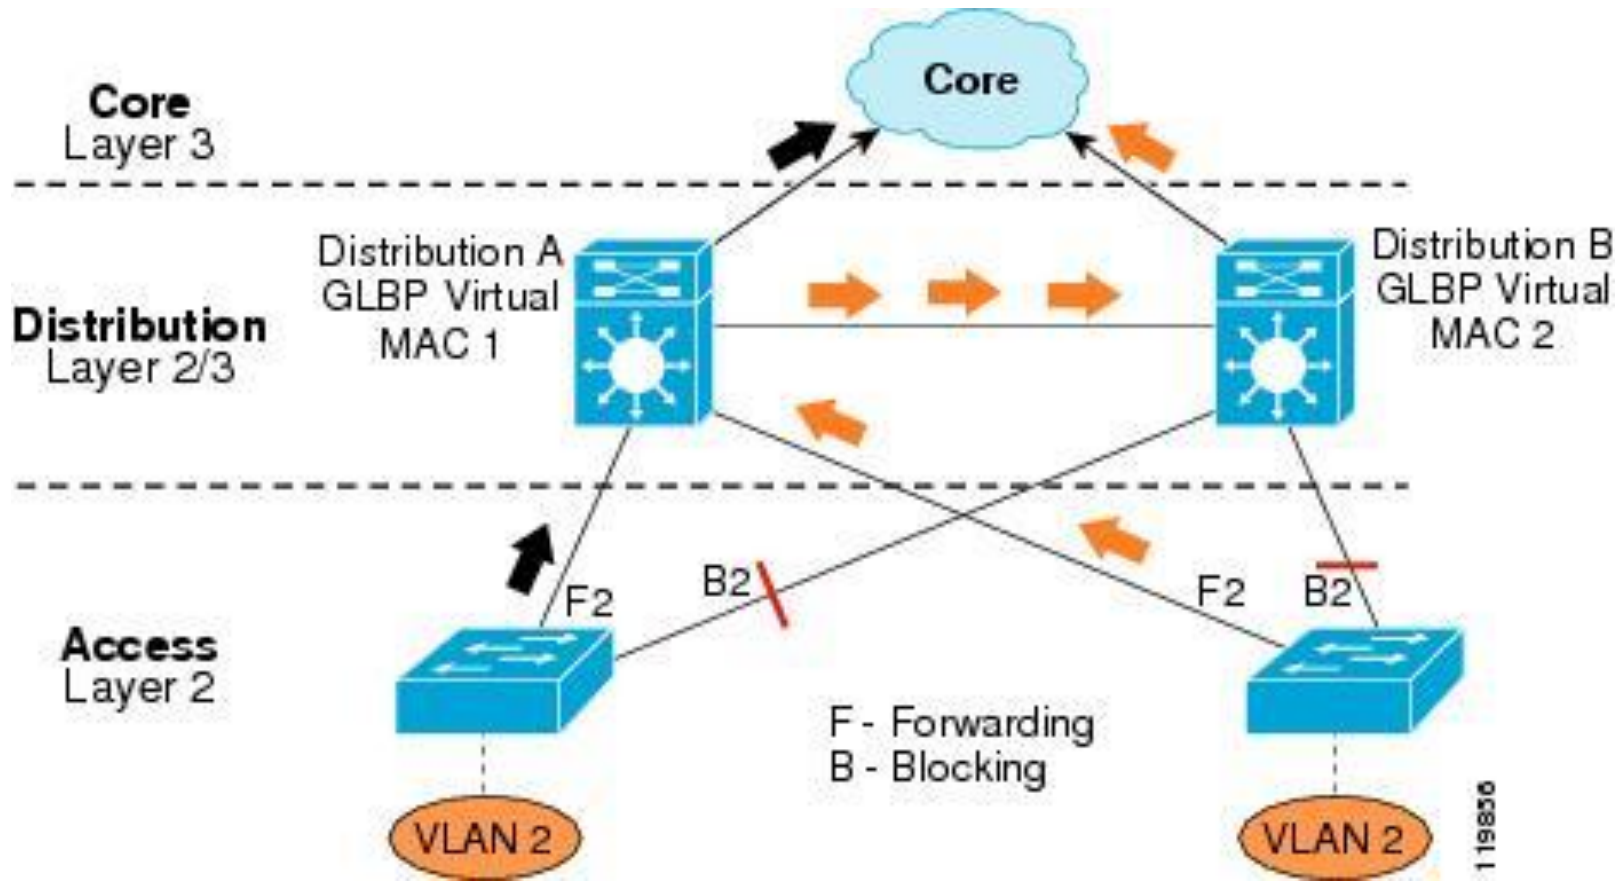 Core
Core
Layer 3
Distribution A
GLBP Virtual
MAC 1
Distribution B
GLBP Virtual
MAC 2
Distribution
Layer 2/3
F2
B2
F2
B2
Access
Layer 2
F - Forwarding
B - Blocking
VLAN 2
VLAN 2
119856